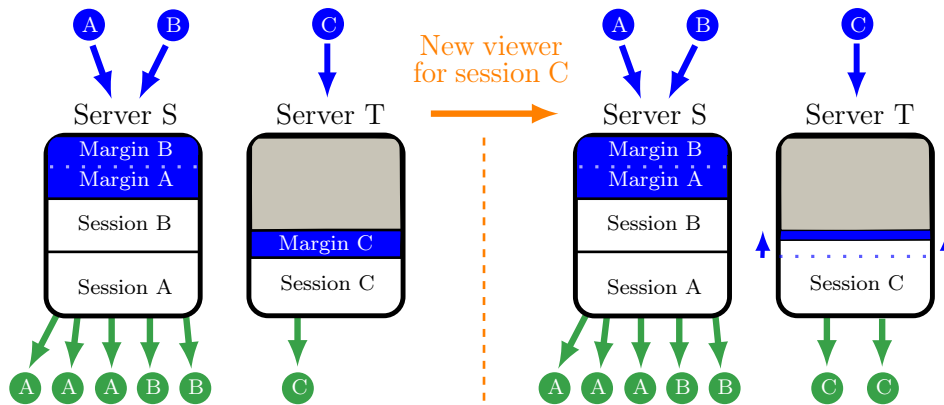 A B C
New viewer
for session C
A B C
Server S Server T
Server S Server T
Margin B
Margin A
Session B
Session A
Margin C
Session C
Margin B
Margin A
Session B
Session A
Session C
A A A B B C
A A A B B C C